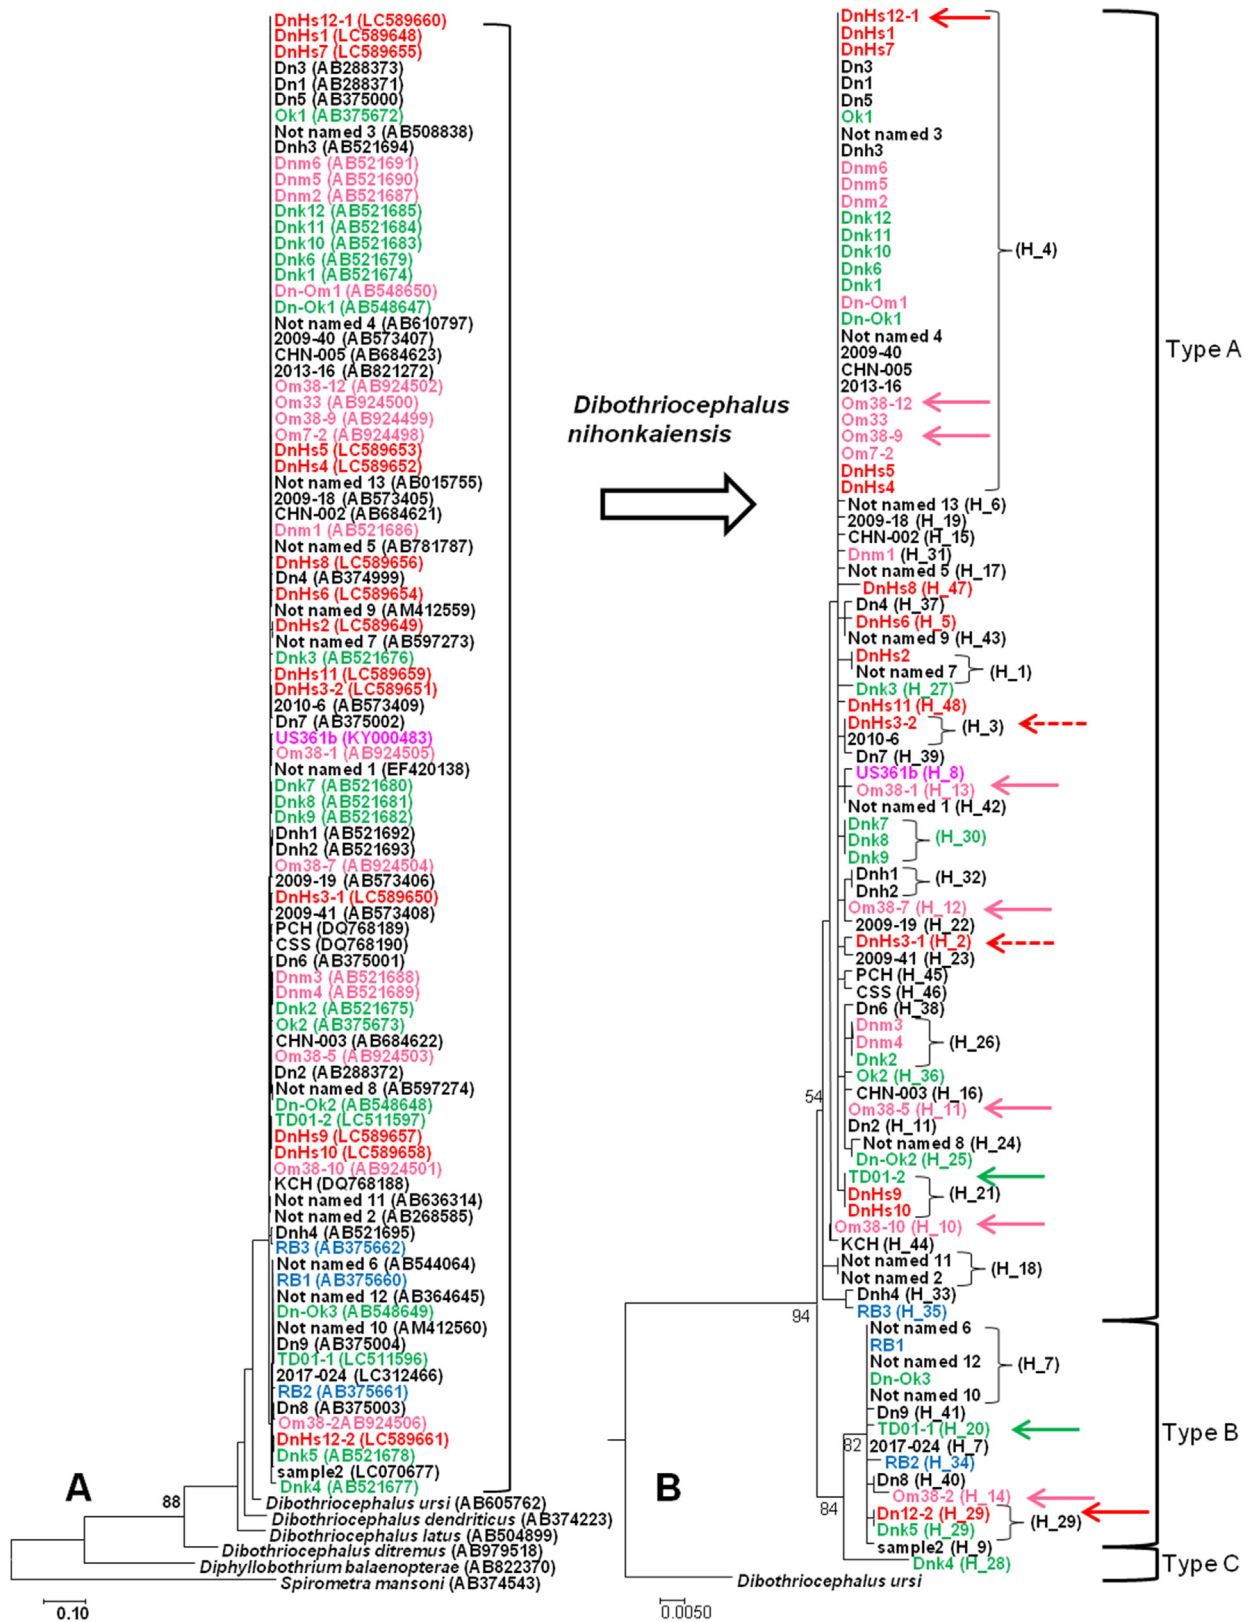 DnHs12-1 (LC589660)
DnHs1 (LC589648)
DnHs7 (LC589655)
Dn3 (AB288373)
Dn1 (AB288371)
Dn5 (AB375000)
Ok1 (AB375672)
Not named 3 (AB508838)
Dnh3 (AB521694)
Dnm6 (AB521691)
Dnm5 (AB521690)
Dnm2 (AB521687)
Dnk12 (AB521685)
Dnk11 (AB521684)
Dnk10 (AB521683)
Dnk6 (AB521679)
Dnk1 (AB521674)
Dn-Om1 (AB548650)
Dn-Ok1 (AB548647)
Not named 4 (AB610797)
2009-40 (AB573407)
CHN-005 (AB684623)
2013-16 (AB821272)
Om38-12 (AB924502)
Om33 (AB924500)
Om38-9 (AB924499)
Om7-2 (AB924498)
DnHs5 (LC589653)
DnHs4 (LC589652)
Not named 13 (AB015755)
2009-18 (AB573405)
CHN-002 (AB684621)
Dnm1 (AB521686)
Not named 5 (AB781787)
DnHs8 (LC589656)
Dn4 (AB374999)
DnHs6 (LC589654)
Not named 9 (AM412559)
DnHs2 (LC589649)
Not named 7 (AB597273)
Dnk3 (AB521676)
DnHs11 (LC589659)
DnHs3-2 (LC589651)
2010-6 (AB573409)
Dn7 (AB375002)
US361b (KY000483)
Om38-1 (AB924505)
Not named 1 (EF420138)
Dnk7 (AB521680)
Dnk8 (AB521681)
Dnk9 (AB521682)
Dnh1 (AB521692)
Dnh2 (AB521693)
Om38-7 (AB924504)
2009-19 (AB573406)
DnHs3-1 (LC589650)
2009-41 (AB573408)
PCH (DQ768189)
CSS (DQ768190)
Dn6 (AB375001)
Dnm3 (AB521688)
Dnm4 (AB521689)
Dnk2 (AB521675)
Ok2 (AB375673)
CHN-003 (AB684622)
Om38-5 (AB924503)
Dn2 (AB288372)
Not named 8 (AB597274)
Dn-Ok2 (AB548648)
TD01-2 (LC511597)
DnHs9 (LC589657)
DnHs10 (LC589658)
Om38-10 (AB924501)
KCH (DQ768188)
Not named 11 (AB636314)
Not named 2 (AB268585)
Dnh4 (AB521695)
RB3 (AB375662)
Not named 6 (AB544064)
RB1 (AB375660)
Not named 12 (AB364645)
Dn-Ok3 (AB548649)
Not named 10 (AM412560)
Dn9 (AB375004)
TD01-1 (LC511596)
2017-024 (LC312466)
RB2 (AB375661)
Dn8 (AB375003)
Om38-2AB924506)
DnHs12-2 (LC589661)
Dnk5 (AB521678)
sample2 (LC070677)
Dnk4 (AB521677)
Dibothriocephalus ursi (AB605762)
Dibothriocephalus dendriticus (AB374223)
Dibothriocephalus latus (AB504899)
Dibothriocephalus ditremus (AB979518)
Diphyllobothrium balaenopterae (AB822370)
Spirometra mansoni (AB374543)
88
A
0.10
Dibothriocephalus
nihonkaiensis
DnHs12-1
DnHs1
DnHs7
Dn3
Dn1
Dn5
Ok1
Not named 3
Dnh3
Dnm6
Dnm5
Dnm2
Dnk12
Dnk11
Dnk10
Dnk6
Dnk1
Dn-Om1
Dn-Ok1
Not named 4
2009-40
CHN-005
2013-16
Om38-12
Om33
Om38-9
Om7-2
DnHs5
DnHs4
(H_4)
Not named 13 (H_6)
2009-18 (H_19)
CHN-002 (H_15)
Dnm1 (H_31)
Not named 5 (H_17)
DnHs8 (H_47)
Dn4 (H_37)
DnHs6 (H_5)
Not named 9 (H_43)
DnHs2
Not named 7
(H_1)
Dnk3 (H_27)
DnHs11 (H_48)
DnHs3-2
2010-6
(H_3)
Dn7 (H_39)
US361b (H_8)
Om38-1 (H_13)
Not named 1 (H_42)
Dnk7
Dnk8
Dnk9
(H_30)
Dnh1
Dnh2
(H_32)
Om38-7 (H_12)
2009-19 (H_22)
DnHs3-1 (H_2)
2009-41 (H_23)
PCH (H_45)
CSS (H_46)
Dn6 (H_38)
Dnm3
Dnm4
Dnk2
(H_26)
Ok2 (H_36)
CHN-003 (H_16)
Om38-5 (H_11)
Dn2 (H_11)
Not named 8 (H_24)
Dn-Ok2 (H_25)
TD01-2
DnHs9
DnHs10
(H_21)
Om38-10 (H_10)
KCH (H_44)
Not named 11
Not named 2
(H_18)
Dnh4 (H_33)
RB3 (H_35)
Not named 6
RB1
Not named 12
Dn-Ok3
Not named 10
(H_7)
Dn9 (H_41)
TD01-1 (H_20)
2017-024 (H_7)
RB2 (H_34)
Dn8 (H_40)
Om38-2 (H_14)
Dn12-2 (H_29)
Dnk5 (H_29)
(H_29)
sample2 (H_9)
Dnk4 (H_28)
Dibothriocephalus ursi
54
94
82
84
B
0.0050
Type A
Type B
Type C